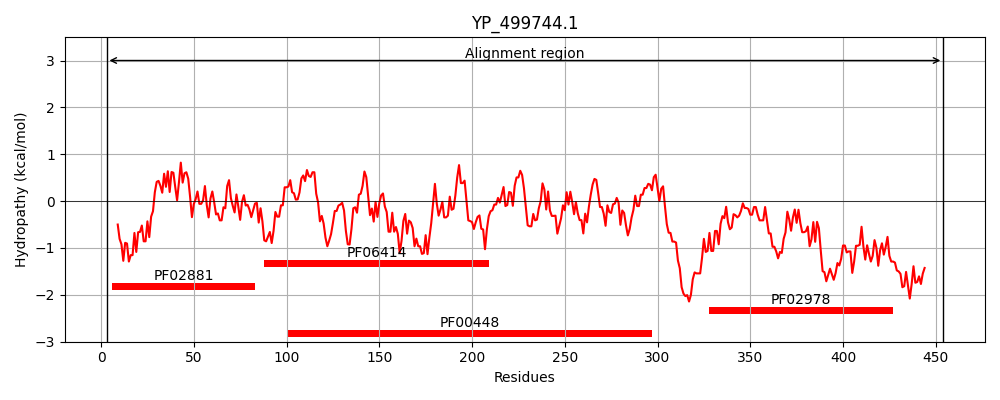 YP_499744.1
Alignment region
3
2
1
0
−1
−2
−3
Hydropathy (kcal/mol)
PF06414
PF02881
PF02978
PF00448
0 50 100 150 200 250 300 350 400 450
Residues